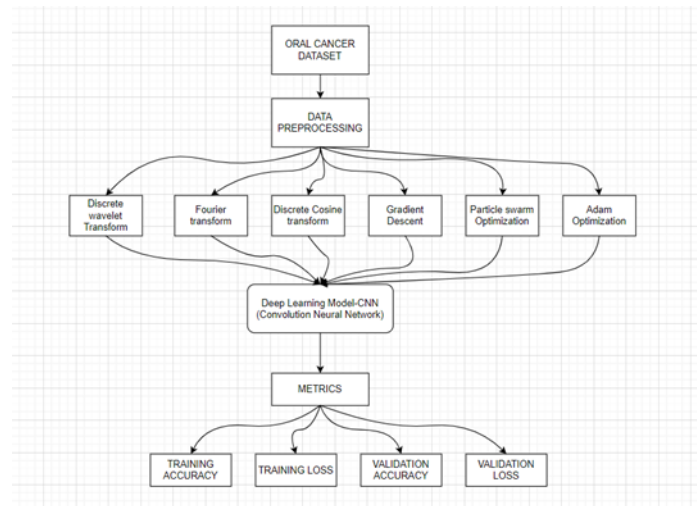 ORAL CANCER
DATASET
DATA
PREPROCESSING
Discrete
wavelet
Transform
Fourier
transform
Discrete Cosine
transform
Gradient
Descent
Particle swarm
Optimization
Adam
Optimization
Deep Learning Model-CNN
(Convolution Neural Network)
METRICS
TRAINING
ACCURACY
TRAINING LOSS
VALIDATION
ACCURACY
VALIDATION
LOSS